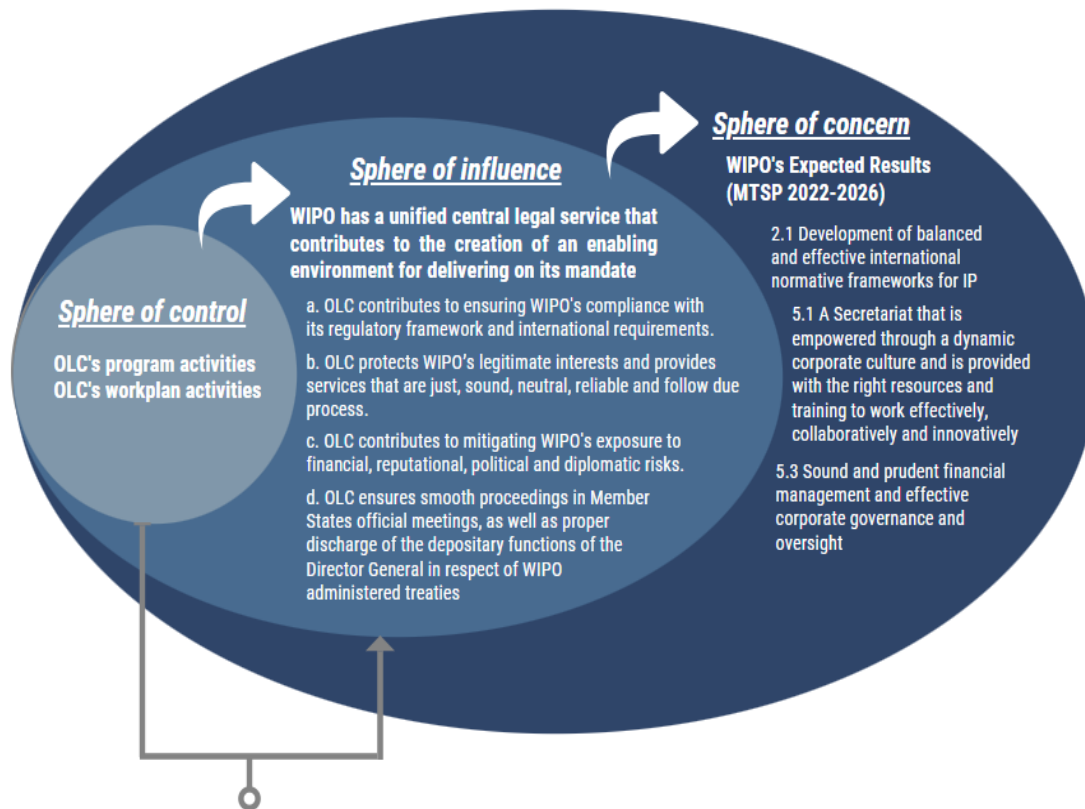 Sphere of control
OLC's program activities
OLC's workplan activities
Sphere of influence
WIPO has a unified central legal service that
contributes to the creation of an enabling
environment for delivering on its mandate
a. OLC contributes to ensuring WIPO's compliance with
its regulatory framework and international requirements.
b. OLC protects WIPO’s legitimate interests and provides
services that are just, sound, neutral, reliable and follow due
process.
c. OLC contributes to mitigating WIPO's exposure to
financial, reputational, political and diplomatic risks.
d. OLC ensures smooth proceedings in Member
States official meetings, as well as proper
discharge of the depositary functions of the
Director General in respect of WIPO
administered treaties
Sphere of concern
WIPO's Expected Results
(MTSP 2022-2026)
2.1 Development of balanced
and effective international
normative frameworks for IP
5.1 A Secretariat that is
empowered through a dynamic
corporate culture and is provided
with the right resources and
training to work effectively,
collaboratively and innovatively
5.3 Sound and prudent financial
management and effective
corporate governance and
oversight